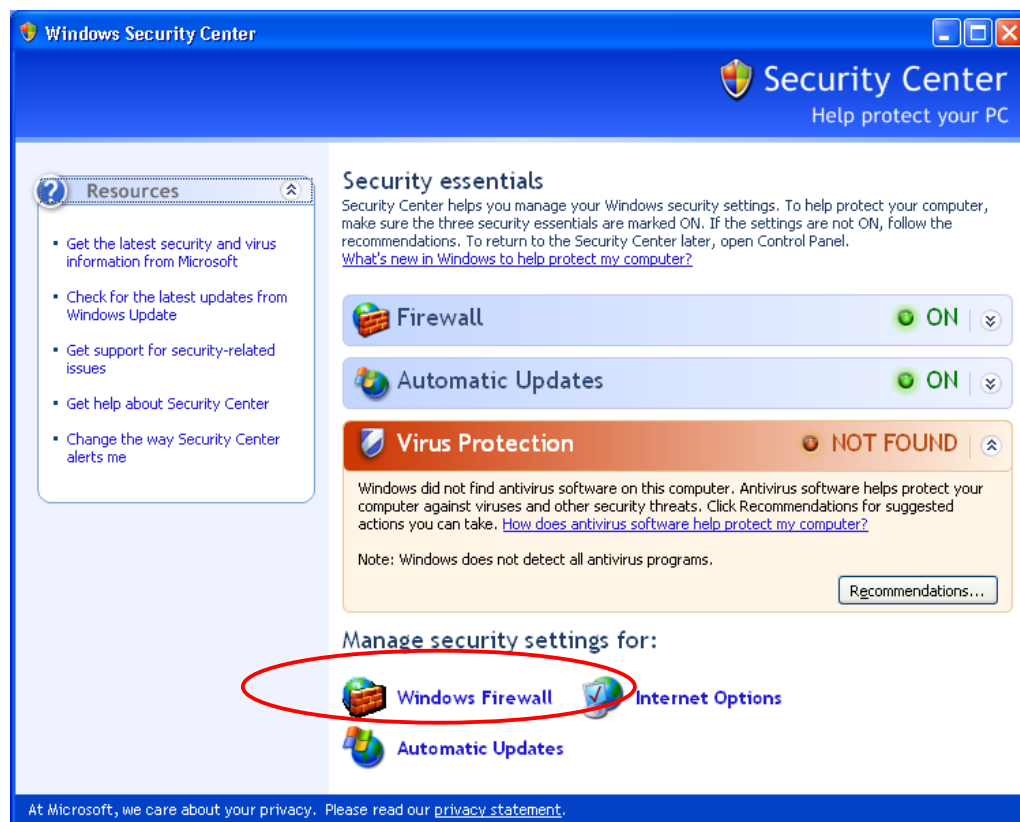 Windows Security Center
Security Center
Help protect your PC
Resources
Get the latest security and virus
information from Microsoft
Check for the latest updates from
Windows Update
Get support for security-related
issues
Get help about Security Center
Change the way Security Center
alerts me
Security essentials
Security Center helps you manage your Windows security settings. To help protect your computer,
make sure the three security essentials are marked ON. If the settings are not ON, follow the
recommendations. To return to the Security Center later, open Control Panel.
What's new in Windows to help protect my computer?
Firewall ON
Automatic Updates ON
Virus Protection NOT FOUND
Windows did not find antivirus software on this computer. Antivirus software helps protect your
computer against viruses and other security threats. Click Recommendations for suggested
actions you can take. How does antivirus software help protect my computer?
Note: Windows does not detect all antivirus programs.
Recommendations...
Manage security settings for:
Windows Firewall Internet Options
Automatic Updates
At Microsoft, we care about your privacy. Please read our privacy statement.